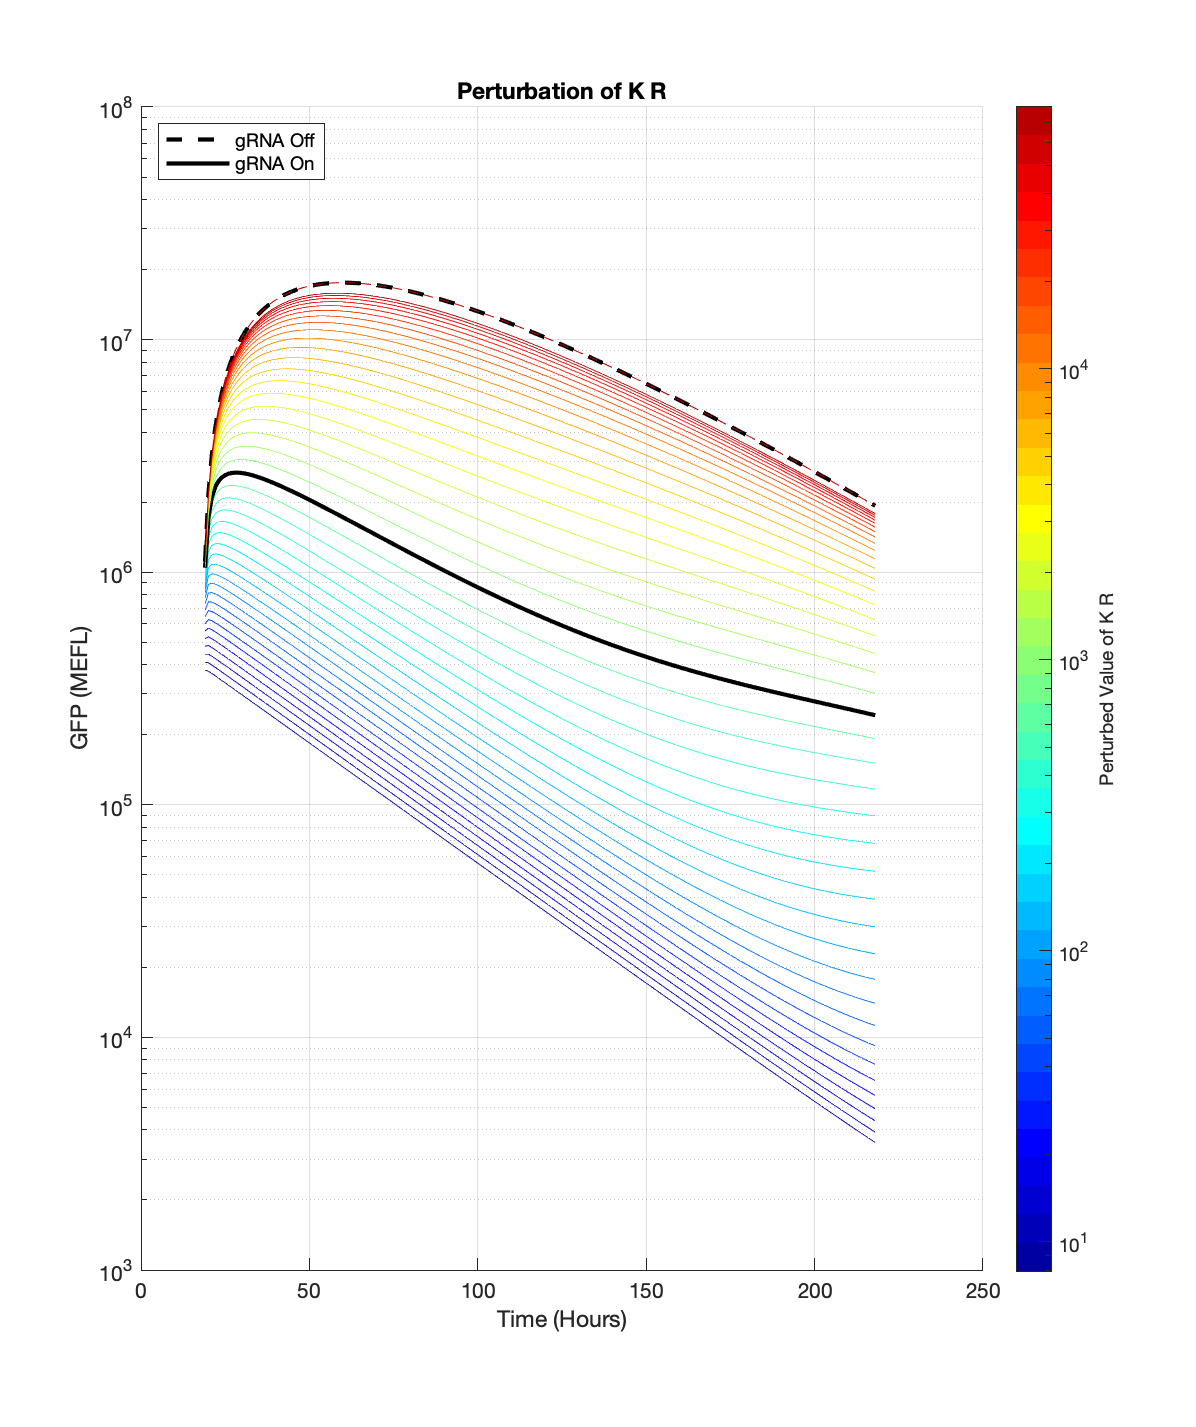 Perturbation of K R
gRNA Off
gRNA On
10^8
10^7
10^6
10^5
10^4
10^3
GFP (MEFL)
0 50 100 150 200 250
Time (Hours)
10^4
10^3
10^2
10^1
Perturbed Value of K R